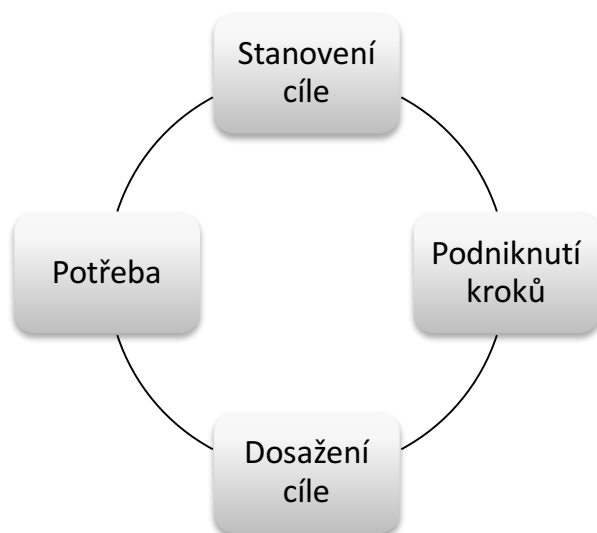 Stanovení
cíle
Potřeba
Podniknutí
kroků
Dosažení
cíle